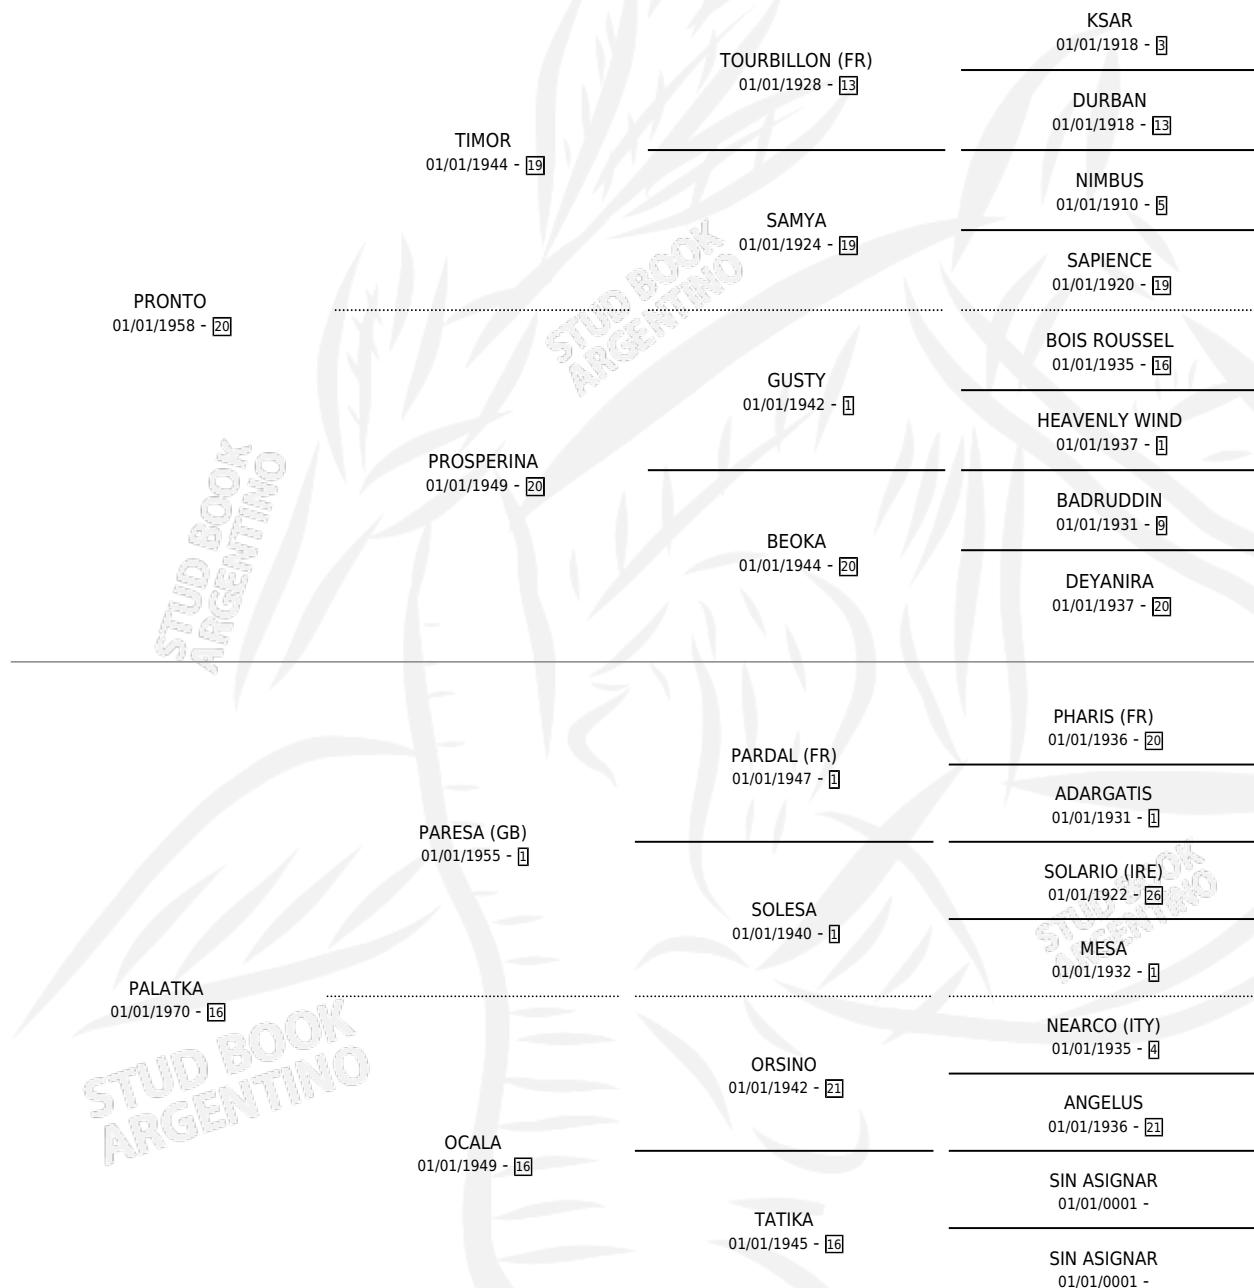 KSAR
01/01/1918 - 3
TOURBILLON (FR)
01/01/1928 - 13
DURBAN
01/01/1918 - 13
TIMOR
01/01/1944 - 19
NIMBUS
01/01/1910 - 5
SAMYA
01/01/1924 - 19
SAPIENCE
01/01/1920 - 19
PRONTO
01/01/1958 - 20
BOIS ROUSSEL
01/01/1935 - 16
GUSTY
01/01/1942 - 1
HEAVENLY WIND
01/01/1937 - 1
PROSPERINA
01/01/1949 - 20
BADRUDDIN
01/01/1931 - 9
BEOKA
01/01/1944 - 20
DEYANIRA
01/01/1937 - 20
STUD BOOK
ARGENTINO
STUD BOOK
ARGENTINO
PHARIS (FR)
01/01/1936 - 20
PARDAL (FR)
01/01/1947 - 1
ADARGATIS
01/01/1931 - 1
PARESA (GB)
01/01/1955 - 1
SOLARIO (IRE)
01/01/1922 - 26
SOLESA
01/01/1940 - 1
MESA
01/01/1932 - 1
PALATKA
01/01/1970 - 16
NEARCO (ITY)
01/01/1935 - 4
ORSINO
01/01/1942 - 21
ANGELUS
01/01/1936 - 21
OCALA
01/01/1949 - 16
SIN ASIGNAR
01/01/0001 -
TATIKA
01/01/1945 - 16
SIN ASIGNAR
01/01/0001 -
STUD BOOK
ARGENTINO
STUD BOOK
ARGENTINO